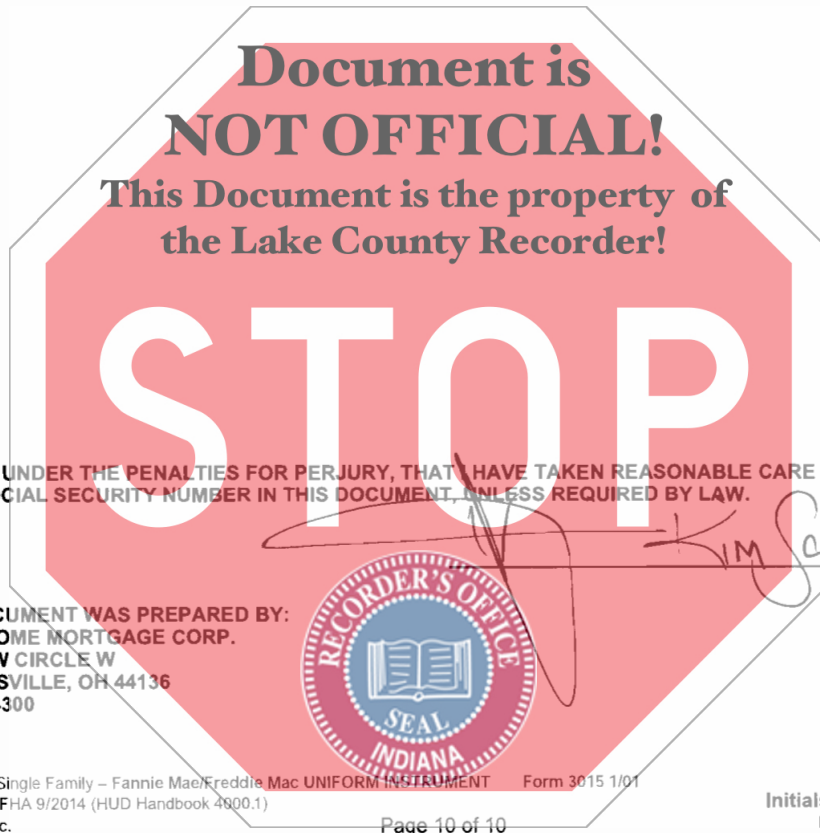 Document is
NOT OFFICIAL!
This Document is the property of
the Lake County Recorder!
STOP
UNDER THE PENALTIES FOR PERJURY, THAT I HAVE TAKEN REASONABLE CARE
CIAL SECURITY NUMBER IN THIS DOCUMENT, UNLESS REQUIRED BY LAW.
KIM
CUMENT WAS PREPARED BY:
OME MORTGAGE CORP.
W CIRCLE W
SVILLE, OH 44136
300
RECORDER'S OFFICE
SEAL
INDIANA
Single Family – Fannie Mae/Freddie Mac UNIFORM INSTRUMENT Form 3015 1/01
FHA 9/2014 (HUD Handbook 4000.1)
Initials
c.
Page 10 of 10